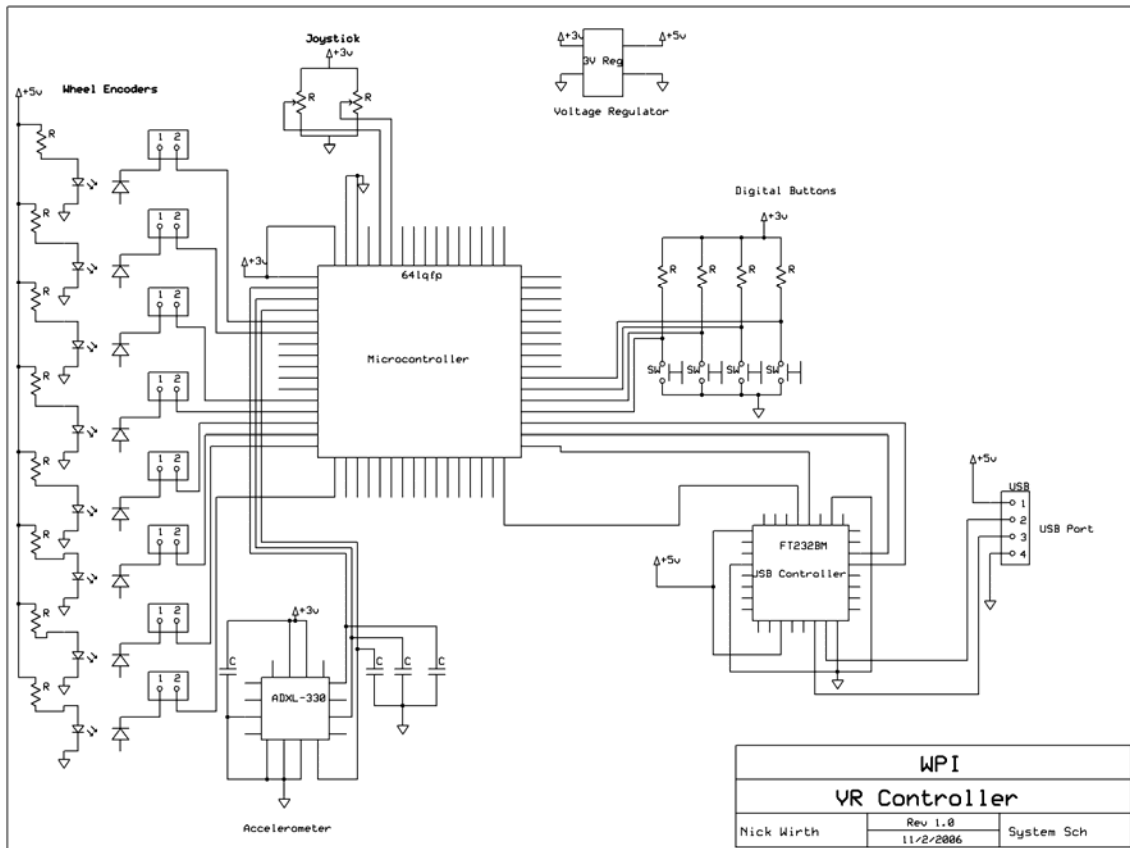 Joystick
+3v
+3v
+5v
3V Reg
Voltage Regulator
+5v
Wheel Encoders
R
R
R
1 2
R
1 2
R
1 2
R
1 2
R
1 2
R
1 2
R
1 2
R
1 2
R
+3v
64lqfp
Microcontroller
Digital Buttons
+3v
R
R
R
R
SW
SW
SW
SW
+5v
USB
1
2
3
4
USB Port
+5v
FT232BM
USB Controller
+3v
C
C
C
C
ADXL-330
Accelerometer
WPI
VR Controller
Nick Wirth
Rev 1.0
11/2/2006
System Sch